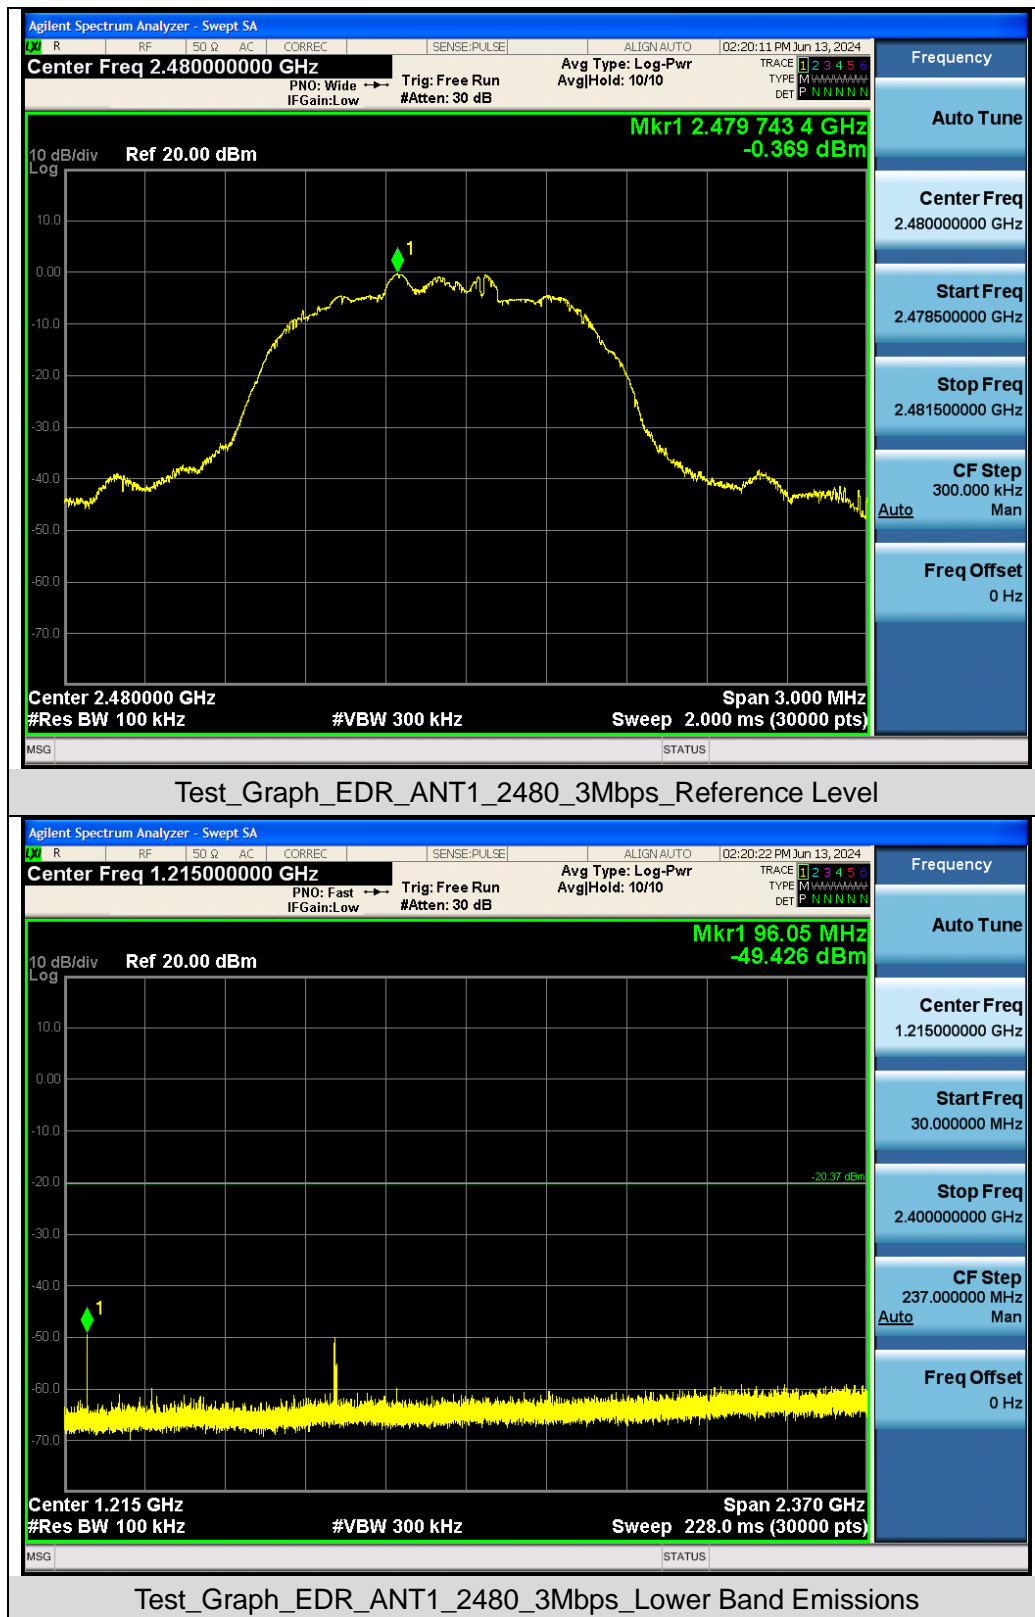 Agilent Spectrum Analyzer - Swept SA
LXI R RF 50 Ω AC CORREC SENSE:PULSE ALIGN AUTO 02:20:11 PM Jun 13, 2024
Center Freq 2.480000000 GHz
PNO: Wide
IFGain:Low
Trig: Free Run
#Atten: 30 dB
Avg Type: Log-Pwr
Avg|Hold: 10/10
TRACE 1 2 3 4 5 6
TYPE M
DET P N N N N N
Mkr1 2.479 743 4 GHz
-0.369 dBm
10 dB/div
Log
Ref 20.00 dBm
10.0
0.00
-10.0
-20.0
-30.0
-40.0
-50.0
-60.0
-70.0
1
Center 2.480000 GHz
#Res BW 100 kHz
#VBW 300 kHz
Span 3.000 MHz
Sweep 2.000 ms (30000 pts)
MSG
STATUS
Frequency
Auto Tune
Center Freq
2.480000000 GHz
Start Freq
2.478500000 GHz
Stop Freq
2.481500000 GHz
CF Step
300.000 kHz
Auto Man
Freq Offset
0 Hz
Test_Graph_EDR_ANT1_2480_3Mbps_Reference Level
Agilent Spectrum Analyzer - Swept SA
LXI R RF 50 Ω AC CORREC SENSE:PULSE ALIGN AUTO 02:20:22 PM Jun 13, 2024
Center Freq 1.215000000 GHz
PNO: Fast
IFGain:Low
Trig: Free Run
#Atten: 30 dB
Avg Type: Log-Pwr
Avg|Hold: 10/10
TRACE 1 2 3 4 5 6
TYPE M
DET P N N N N N
Mkr1 96.05 MHz
-49.426 dBm
10 dB/div
Log
Ref 20.00 dBm
10.0
0.00
-10.0
-20.0
-30.0
-40.0
-50.0
-60.0
-70.0
-20.37 dBm
1
Center 1.215 GHz
#Res BW 100 kHz
#VBW 300 kHz
Span 2.370 GHz
Sweep 228.0 ms (30000 pts)
MSG
STATUS
Frequency
Auto Tune
Center Freq
1.215000000 GHz
Start Freq
30.000000 MHz
Stop Freq
2.400000000 GHz
CF Step
237.000000 MHz
Auto Man
Freq Offset
0 Hz
Test_Graph_EDR_ANT1_2480_3Mbps_Lower Band Emissions